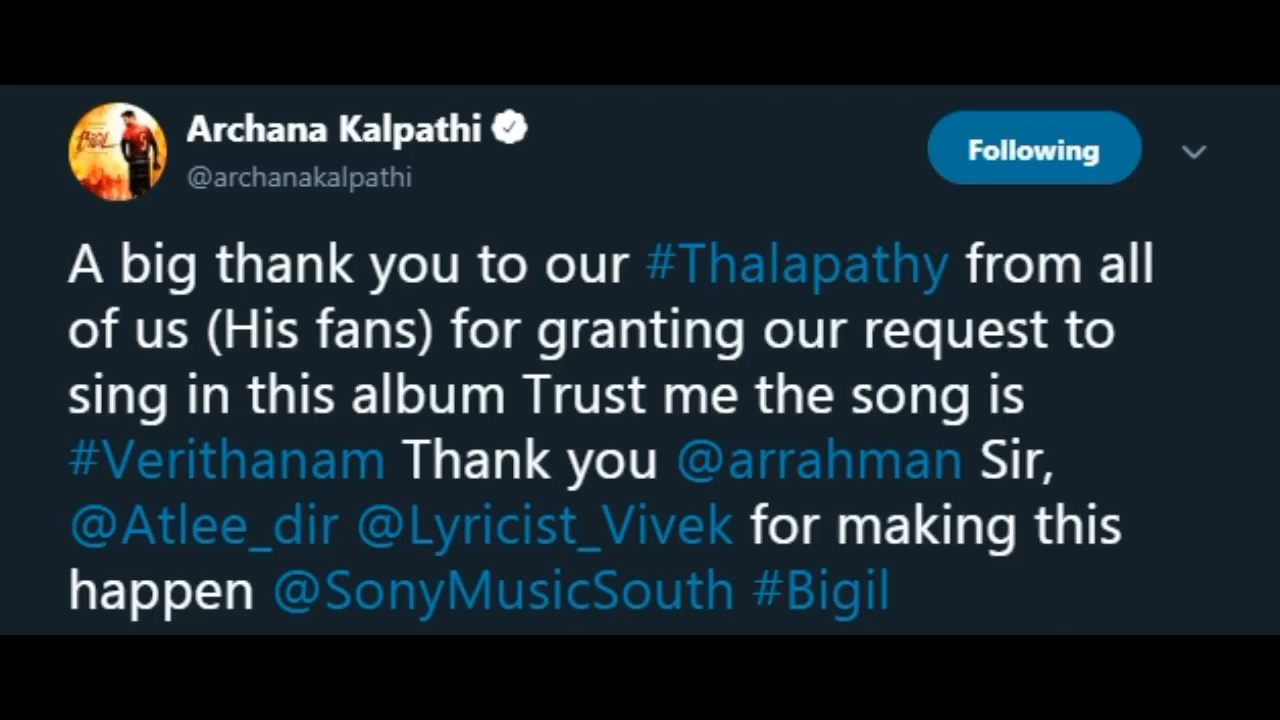 Archana Kalpathi
@archanakalpathi
Following
A big thank you to our #Thalapathy from all
of us (His fans) for granting our request to
sing in this album Trust me the song is
#Verithanam Thank you @arrahman Sir,
@Atlee_dir @Lyricist_Vivek for making this
happen @SonyMusicSouth #Bigil